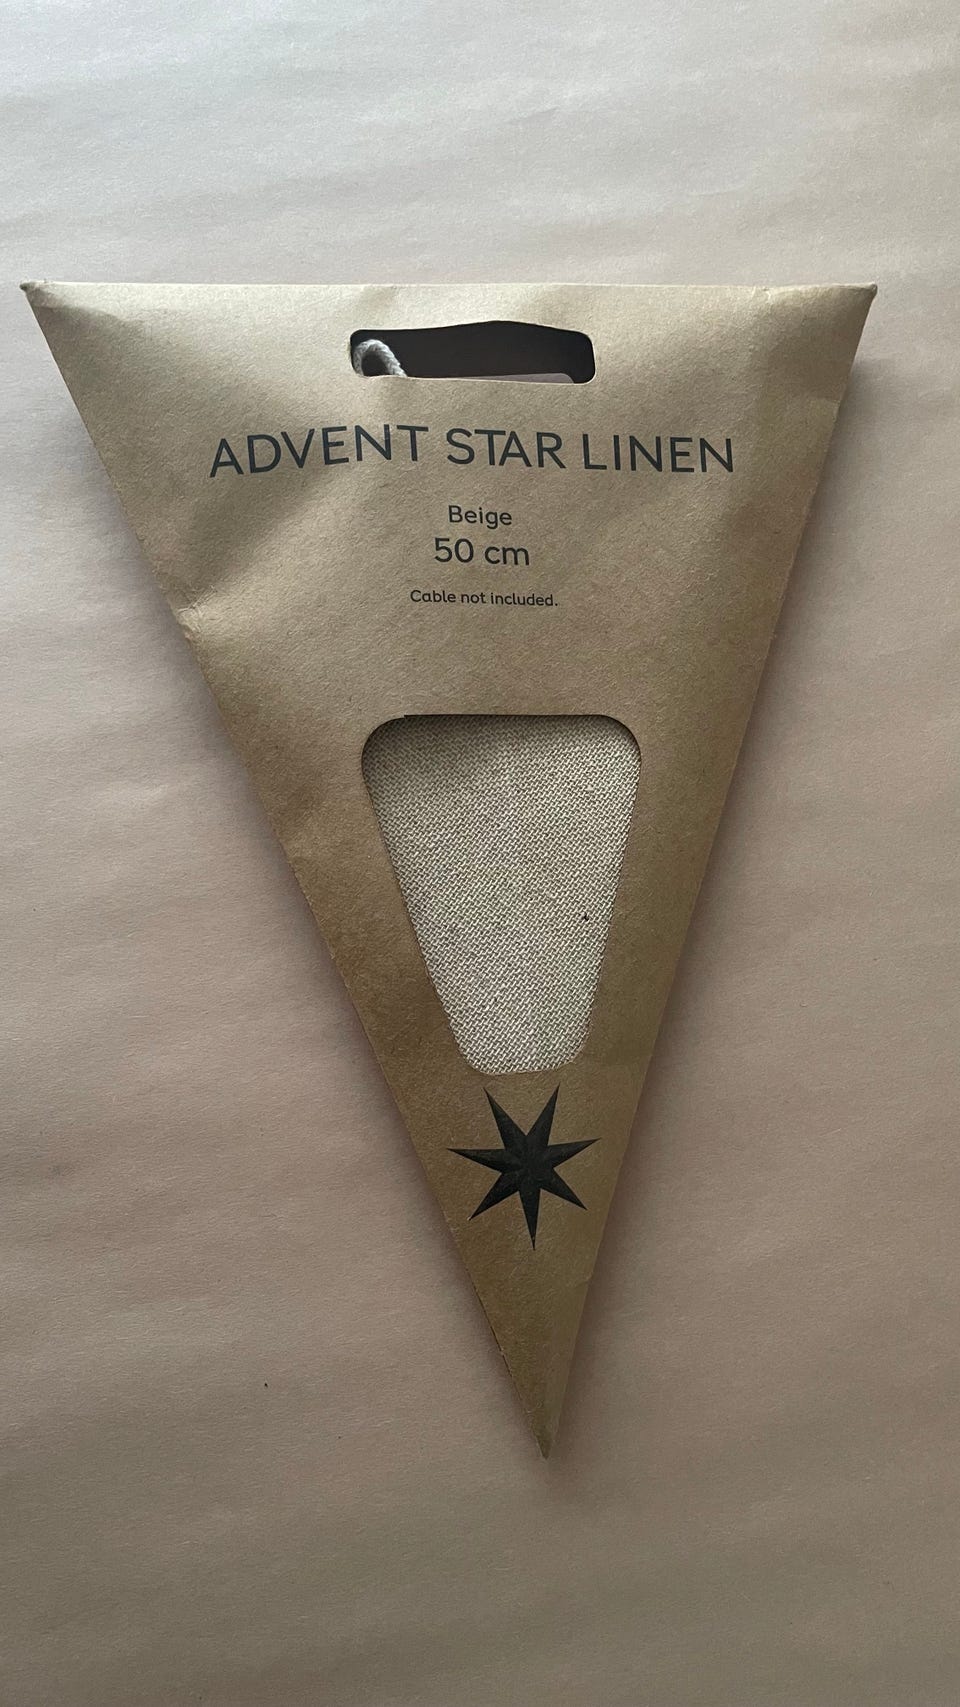 ADVENT STAR LINEN
Beige
50 cm
Cable not included.